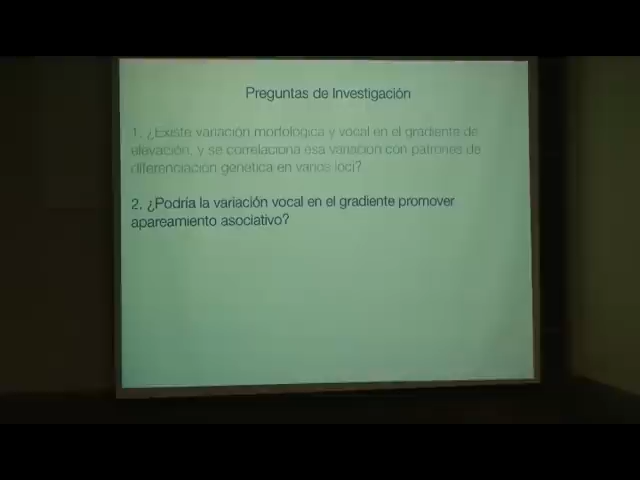 Preguntas de Investigación
1. ¿Existe variación morfológica y vocal en el gradiente de
elevación, y se correlaciona esa variación con patrones de
diferenciación genética en varios loci?
2. ¿Podría la variación vocal en el gradiente promover
apareamiento asociativo?